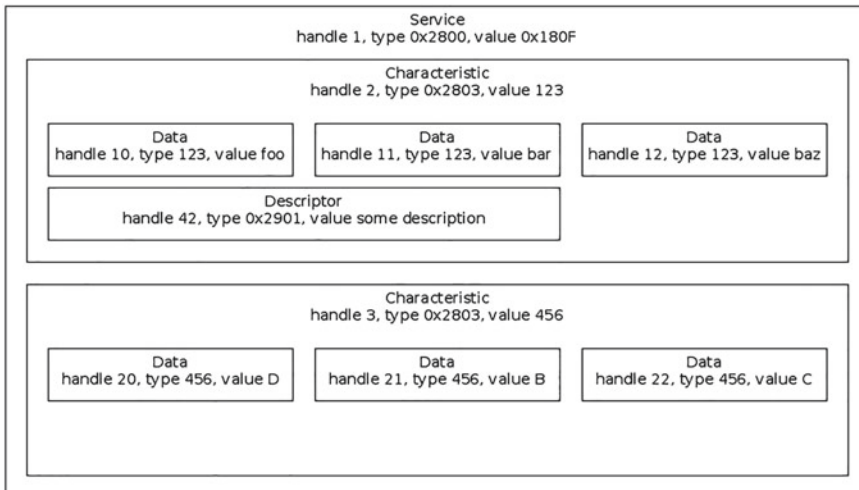 Service
handle 1, type 0x2800, value 0x180F
Characteristic
handle 2, type 0x2803, value 123
Data
handle 10, type 123, value foo
Data
handle 11, type 123, value bar
Data
handle 12, type 123, value baz
Descriptor
handle 42, type 0x2901, value some description
Characteristic
handle 3, type 0x2803, value 456
Data
handle 20, type 456, value D
Data
handle 21, type 456, value B
Data
handle 22, type 456, value C